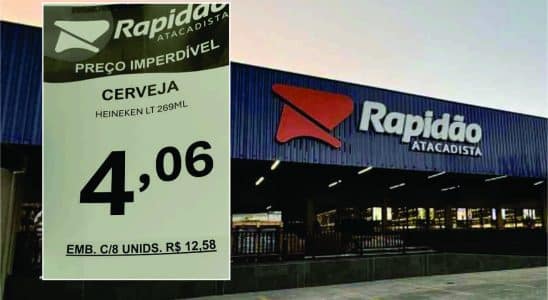 Rapidão
ATACADISTA
PREÇO IMPERDÍVEL
CERVEJA
HEINEKEN LT 269ML
4,06
EMB. C/8 UNIDS. R$ 12,58
Rapidão
ATACADISTA